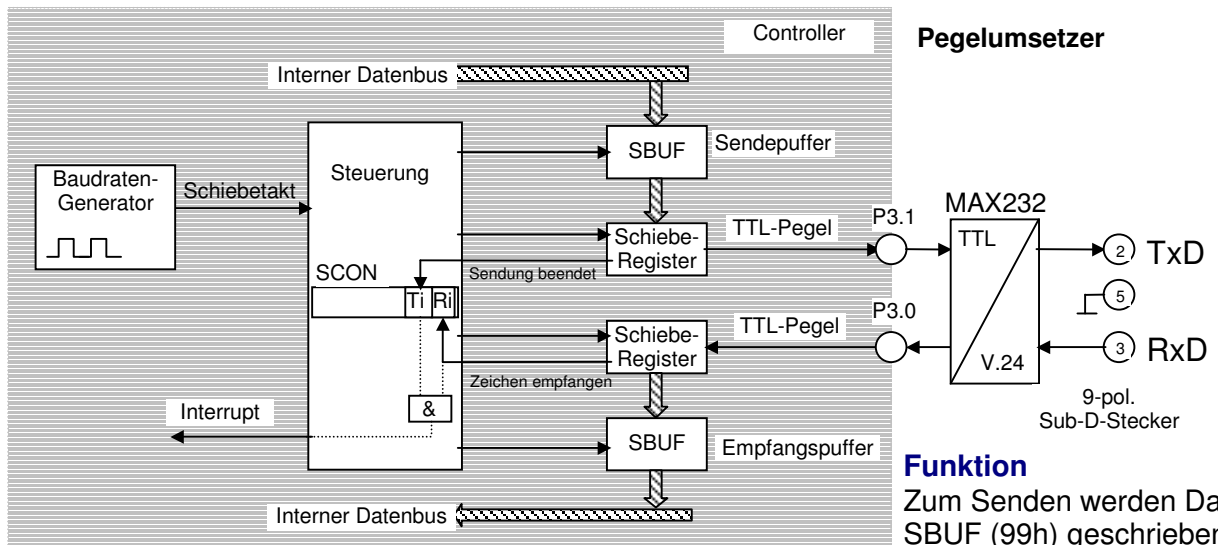 Controller
Pegelumsetzer
Interner Datenbus
SBUF
Sendepuffer
Steuerung
Baudraten-
Generator
Schiebetakt
MAX232
P3.1
TTL-Pegel
Schiebe-
Register
TTL
2
TxD
Sendung beendet
SCON
Ti
Ri
5
P3.0
TTL-Pegel
Schiebe-
Register
V.24
3
RxD
Zeichen empfangen
9-pol.
Sub-D-Stecker
&
Interrupt
SBUF
Empfangspuffer
Interner Datenbus
Funktion
Zum Senden werden Da
SBUF (99h) geschrieben